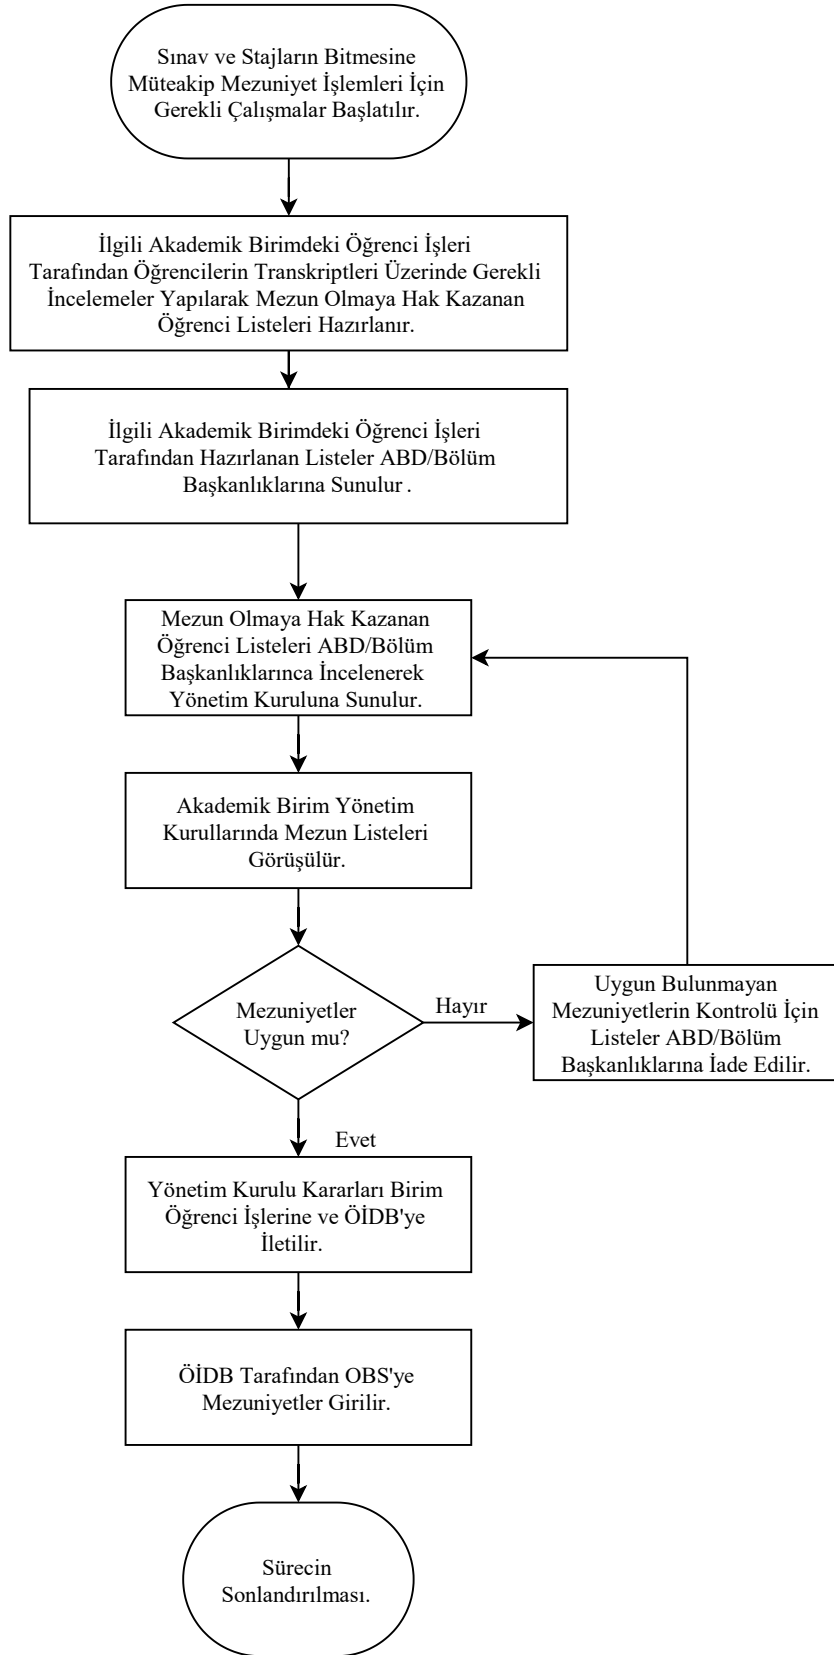 Sınav ve Stajların Bitmesine
Müteakip Mezuniyet İşlemleri İçin
Gerekli Çalışmalar Başlatılır.
İlgili Akademik Birimdeki Öğrenci İşleri
Tarafından Öğrencilerin Transkriptleri Üzerinde Gerekli
İncelemeler Yapılarak Mezun Olmaya Hak Kazanan
Öğrenci Listeleri Hazırlanır.
İlgili Akademik Birimdeki Öğrenci İşleri
Tarafından Hazırlanan Listeler ABD/Bölüm
Başkanlıklarına Sunulur .
Mezun Olmaya Hak Kazanan
Öğrenci Listeleri ABD/Bölüm
Başkanlıklarınca İncelenerek
Yönetim Kuruluna Sunulur.
Akademik Birim Yönetim
Kurullarında Mezun Listeleri
Görüşülür.
Mezuniyetler
Uygun mu?
Hayır
Uygun Bulunmayan
Mezuniyetlerin Kontrolü İçin
Listeler ABD/Bölüm
Başkanlıklarına İade Edilir.
Evet
Yönetim Kurulu Kararları Birim
Öğrenci İşlerine ve ÖİDB'ye
İletilir.
ÖİDB Tarafından OBS'ye
Mezuniyetler Girilir.
Sürecin
Sonlandırılması.